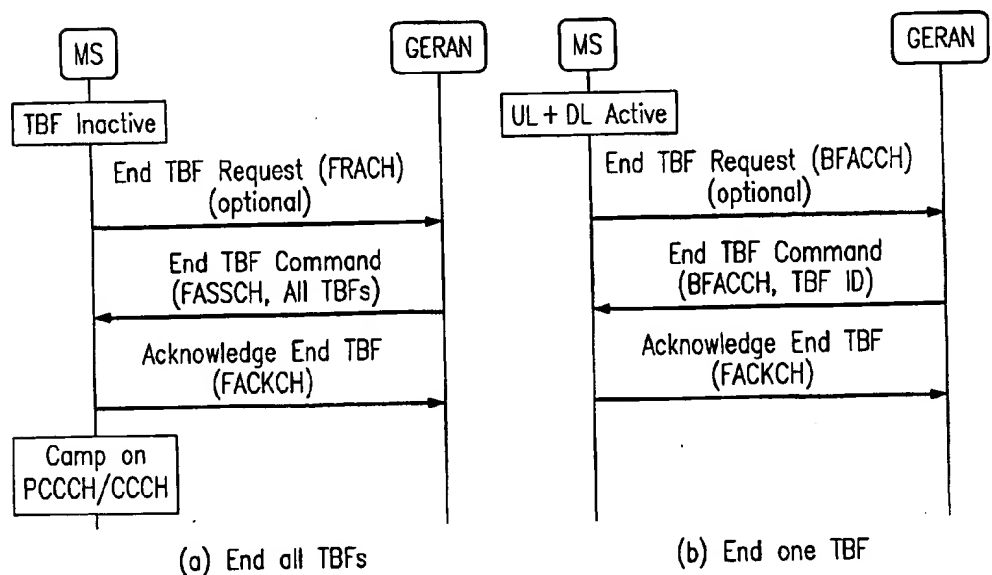 MS
GERAN
TBF Inactive
End TBF Request (FRACH)
(optional)
End TBF Command
(FASSCH, All TBFs)
Acknowledge End TBF
(FACKCH)
Camp on
PCCCH/CCCH
(a) End all TBFs
MS
GERAN
UL + DL Active
End TBF Request (BFACCH)
(optional)
End TBF Command
(BFACCH, TBF ID)
Acknowledge End TBF
(FACKCH)
(b) End one TBF